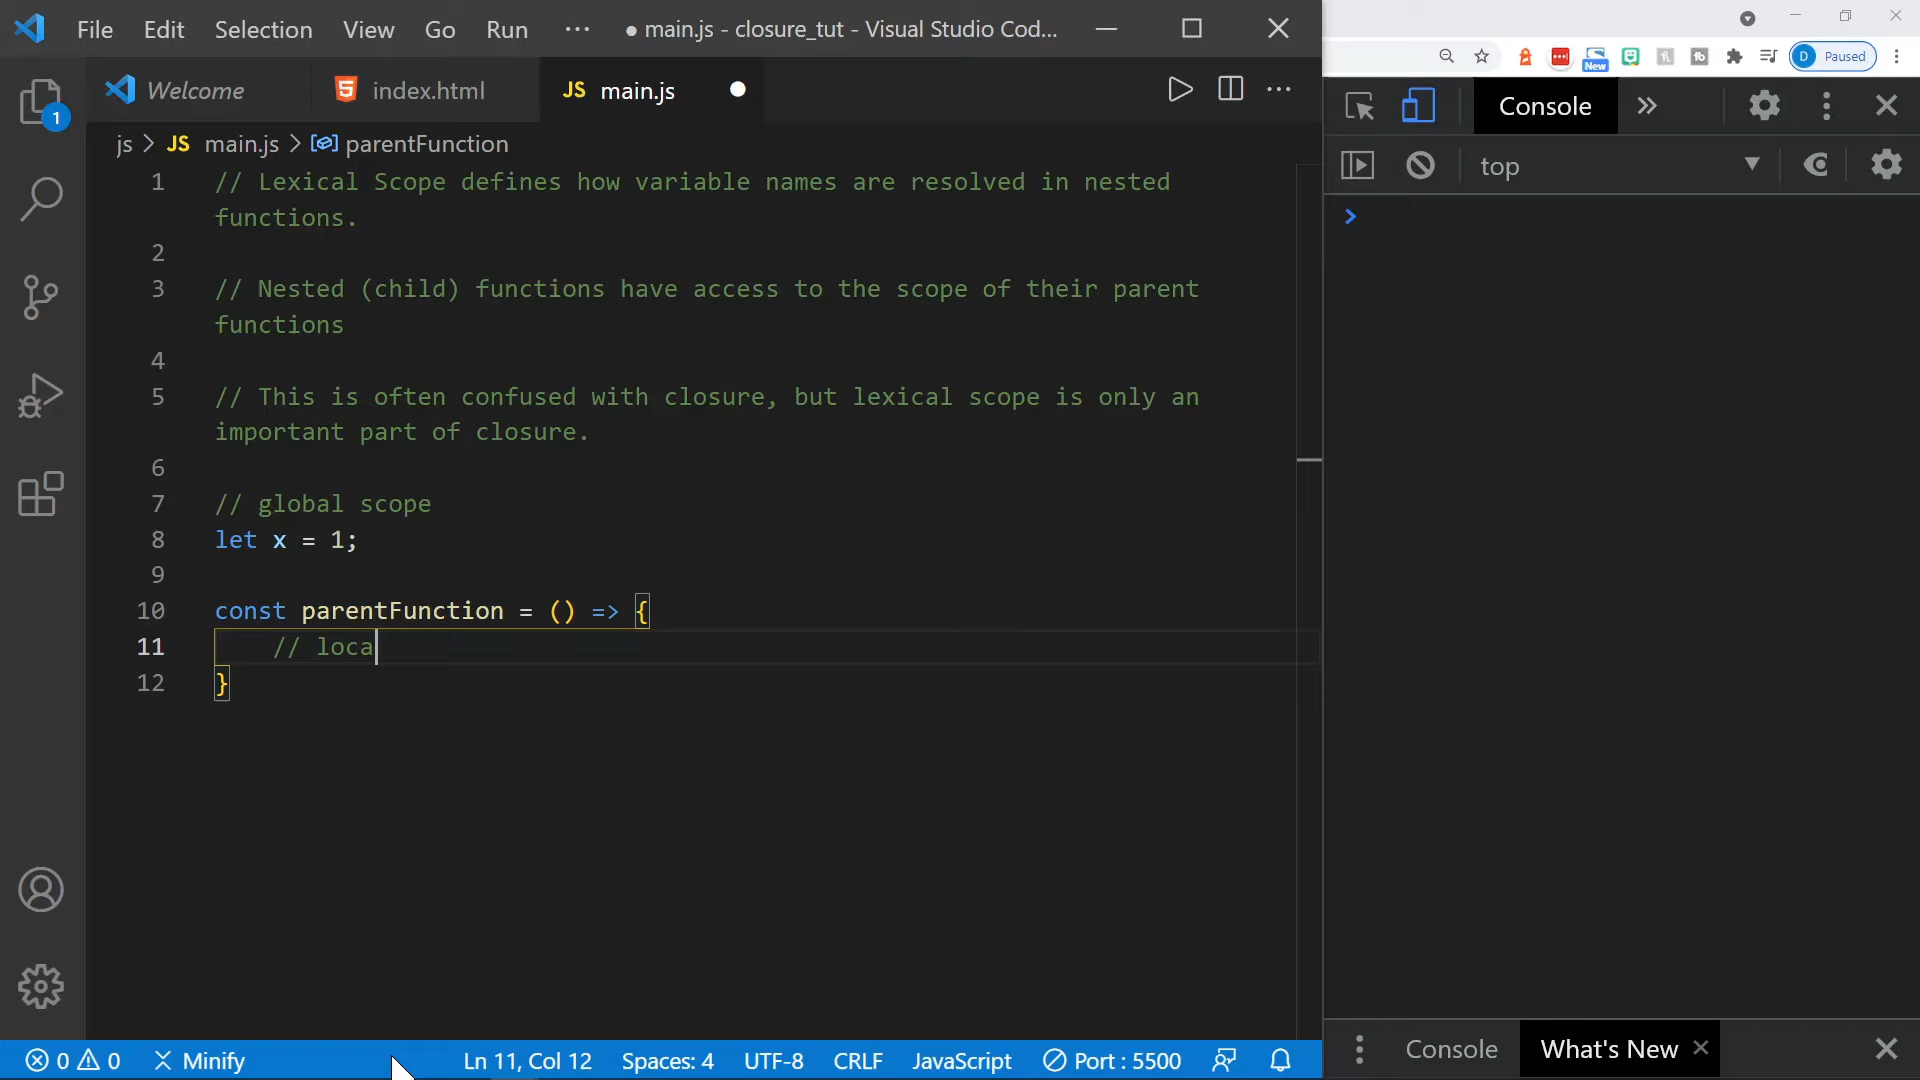 File Edit Selection View Go Run ··· ● main.js - closure_tut - Visual Studio Cod...
D Paused
New
Welcome index.html JS main.js
Console
js > JS main.js > parentFunction
top
1 // Lexical Scope defines how variable names are resolved in nested
functions.
2
3 // Nested (child) functions have access to the scope of their parent
functions
4
5 // This is often confused with closure, but lexical scope is only an
important part of closure.
6
7 // global scope
8 let x = 1;
9
10 const parentFunction = () => {
11 // loca
12 }
1
0 0 Minify Ln 11, Col 12 Spaces: 4 UTF-8 CRLF JavaScript Port : 5500
Console What's New